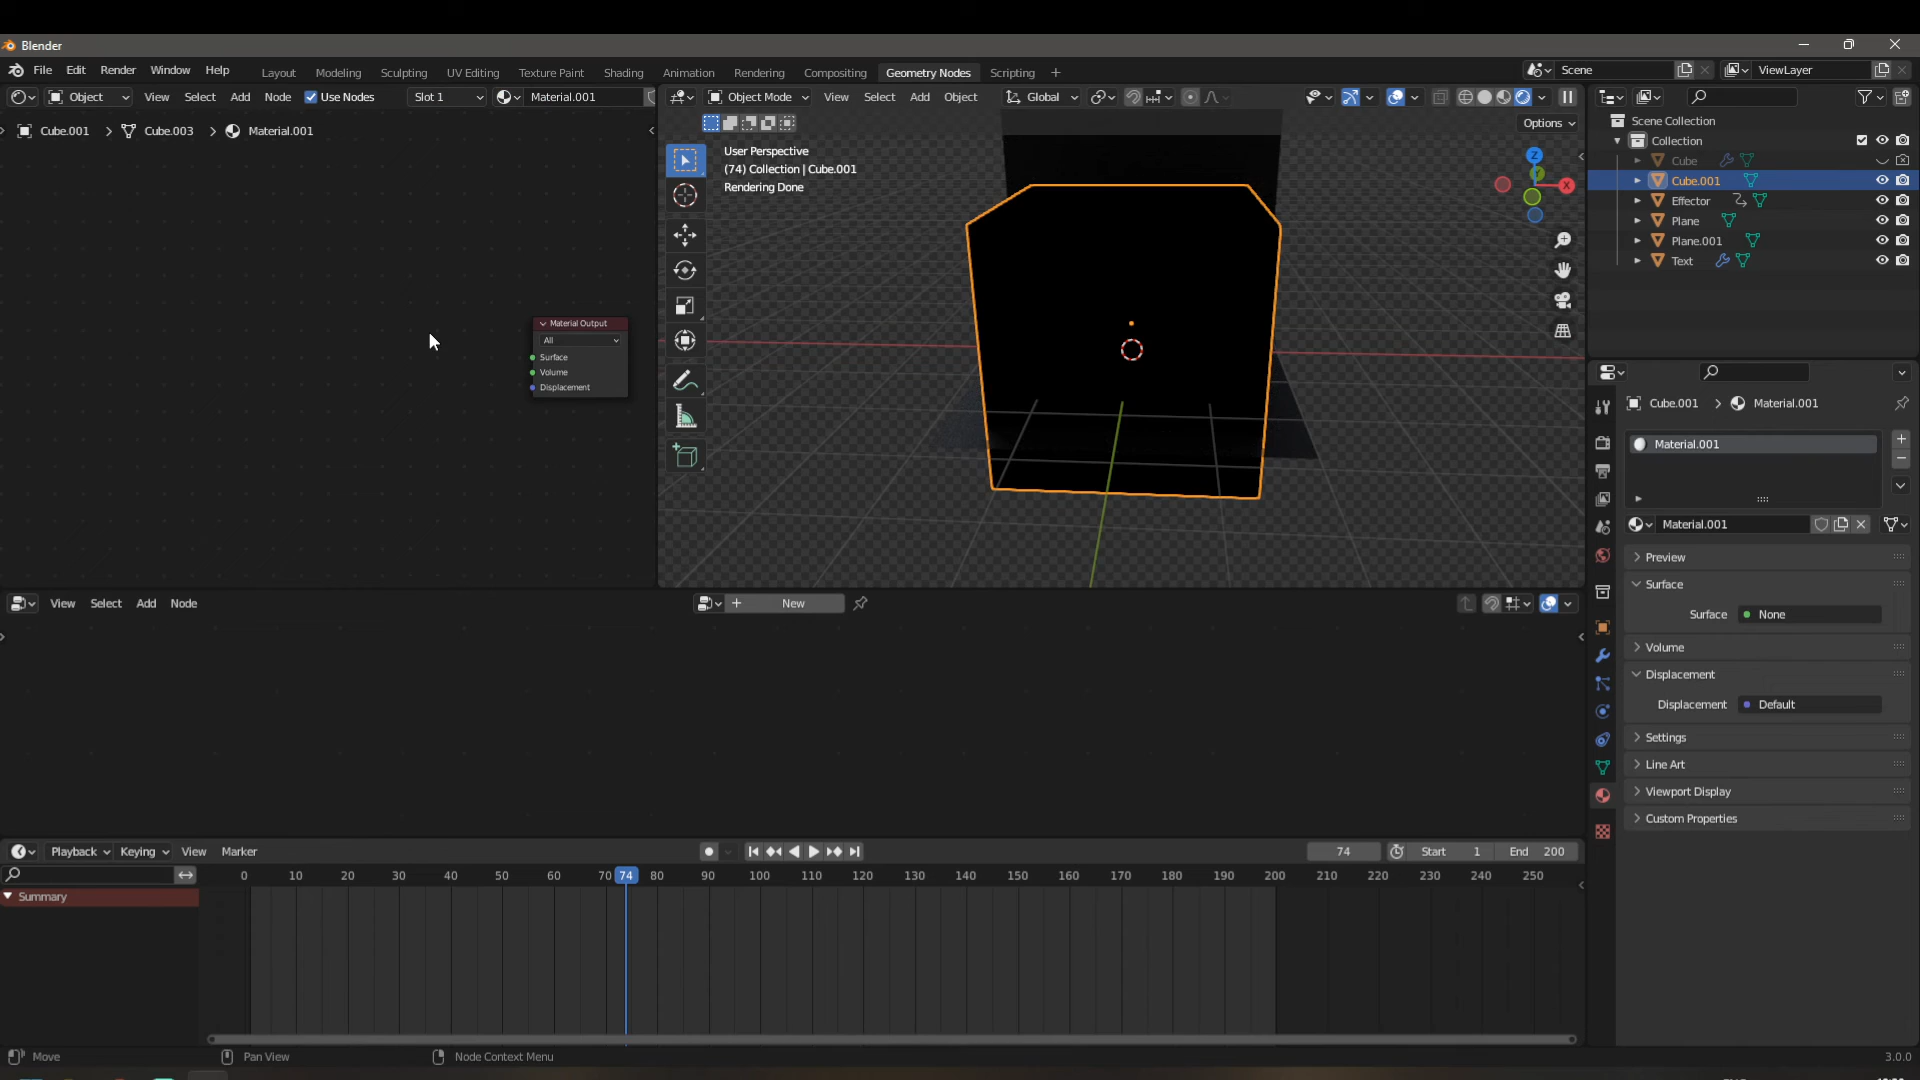 Blender
File Edit Render Window Help
Layout Modeling Sculpting UV Editing Texture Paint Shading Animation Rendering Compositing Geometry Nodes Scripting +
Scene
ViewLayer
Object View Select Add Node Use Nodes Slot 1 Material.001
Object Mode View Select Add Object Global
Options
Cube.001 > Cube.003 > Material.001
User Perspective
(74) Collection | Cube.001
Rendering Done
Z
X
Material Output
All
Surface
Volume
Displacement
Scene Collection
Collection
Cube
Cube.001
Effector
Plane
Plane.001
Text
Cube.001 > Material.001
Material.001
Material.001
Preview
Surface
Surface None
Volume
Displacement
Displacement Default
Settings
Line Art
Viewport Display
Custom Properties
View Select Add Node
+ New
Playback Keying View Marker
74 Start 1 End 200
0 10 20 30 40 50 60 70 74 80 90 100 110 120 130 140 150 160 170 180 190 200 210 220 230 240 250
Summary
Move Pan View Node Context Menu
3.0.0